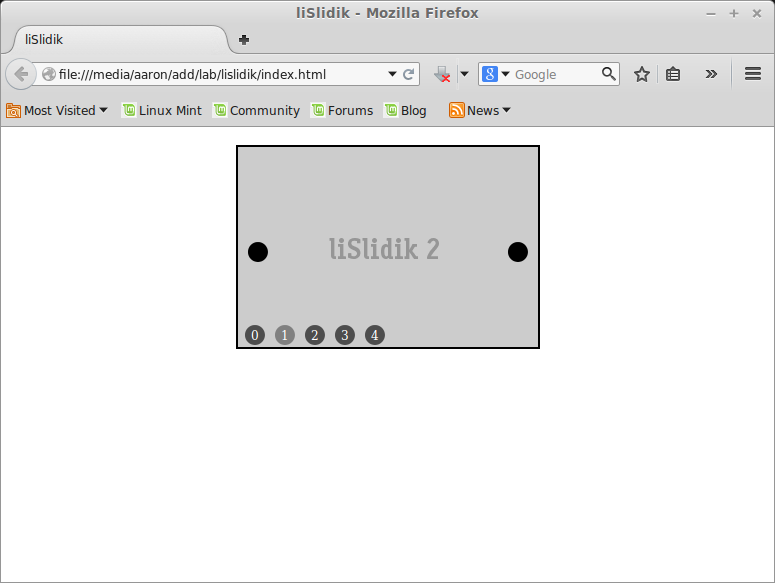 liSlidik - Mozilla Firefox
liSlidik
file:///media/aaron/add/lab/lislidik/index.html
8 Google
Most Visited Linux Mint Community Forums Blog News
liSlidik 2
0 1 2 3 4